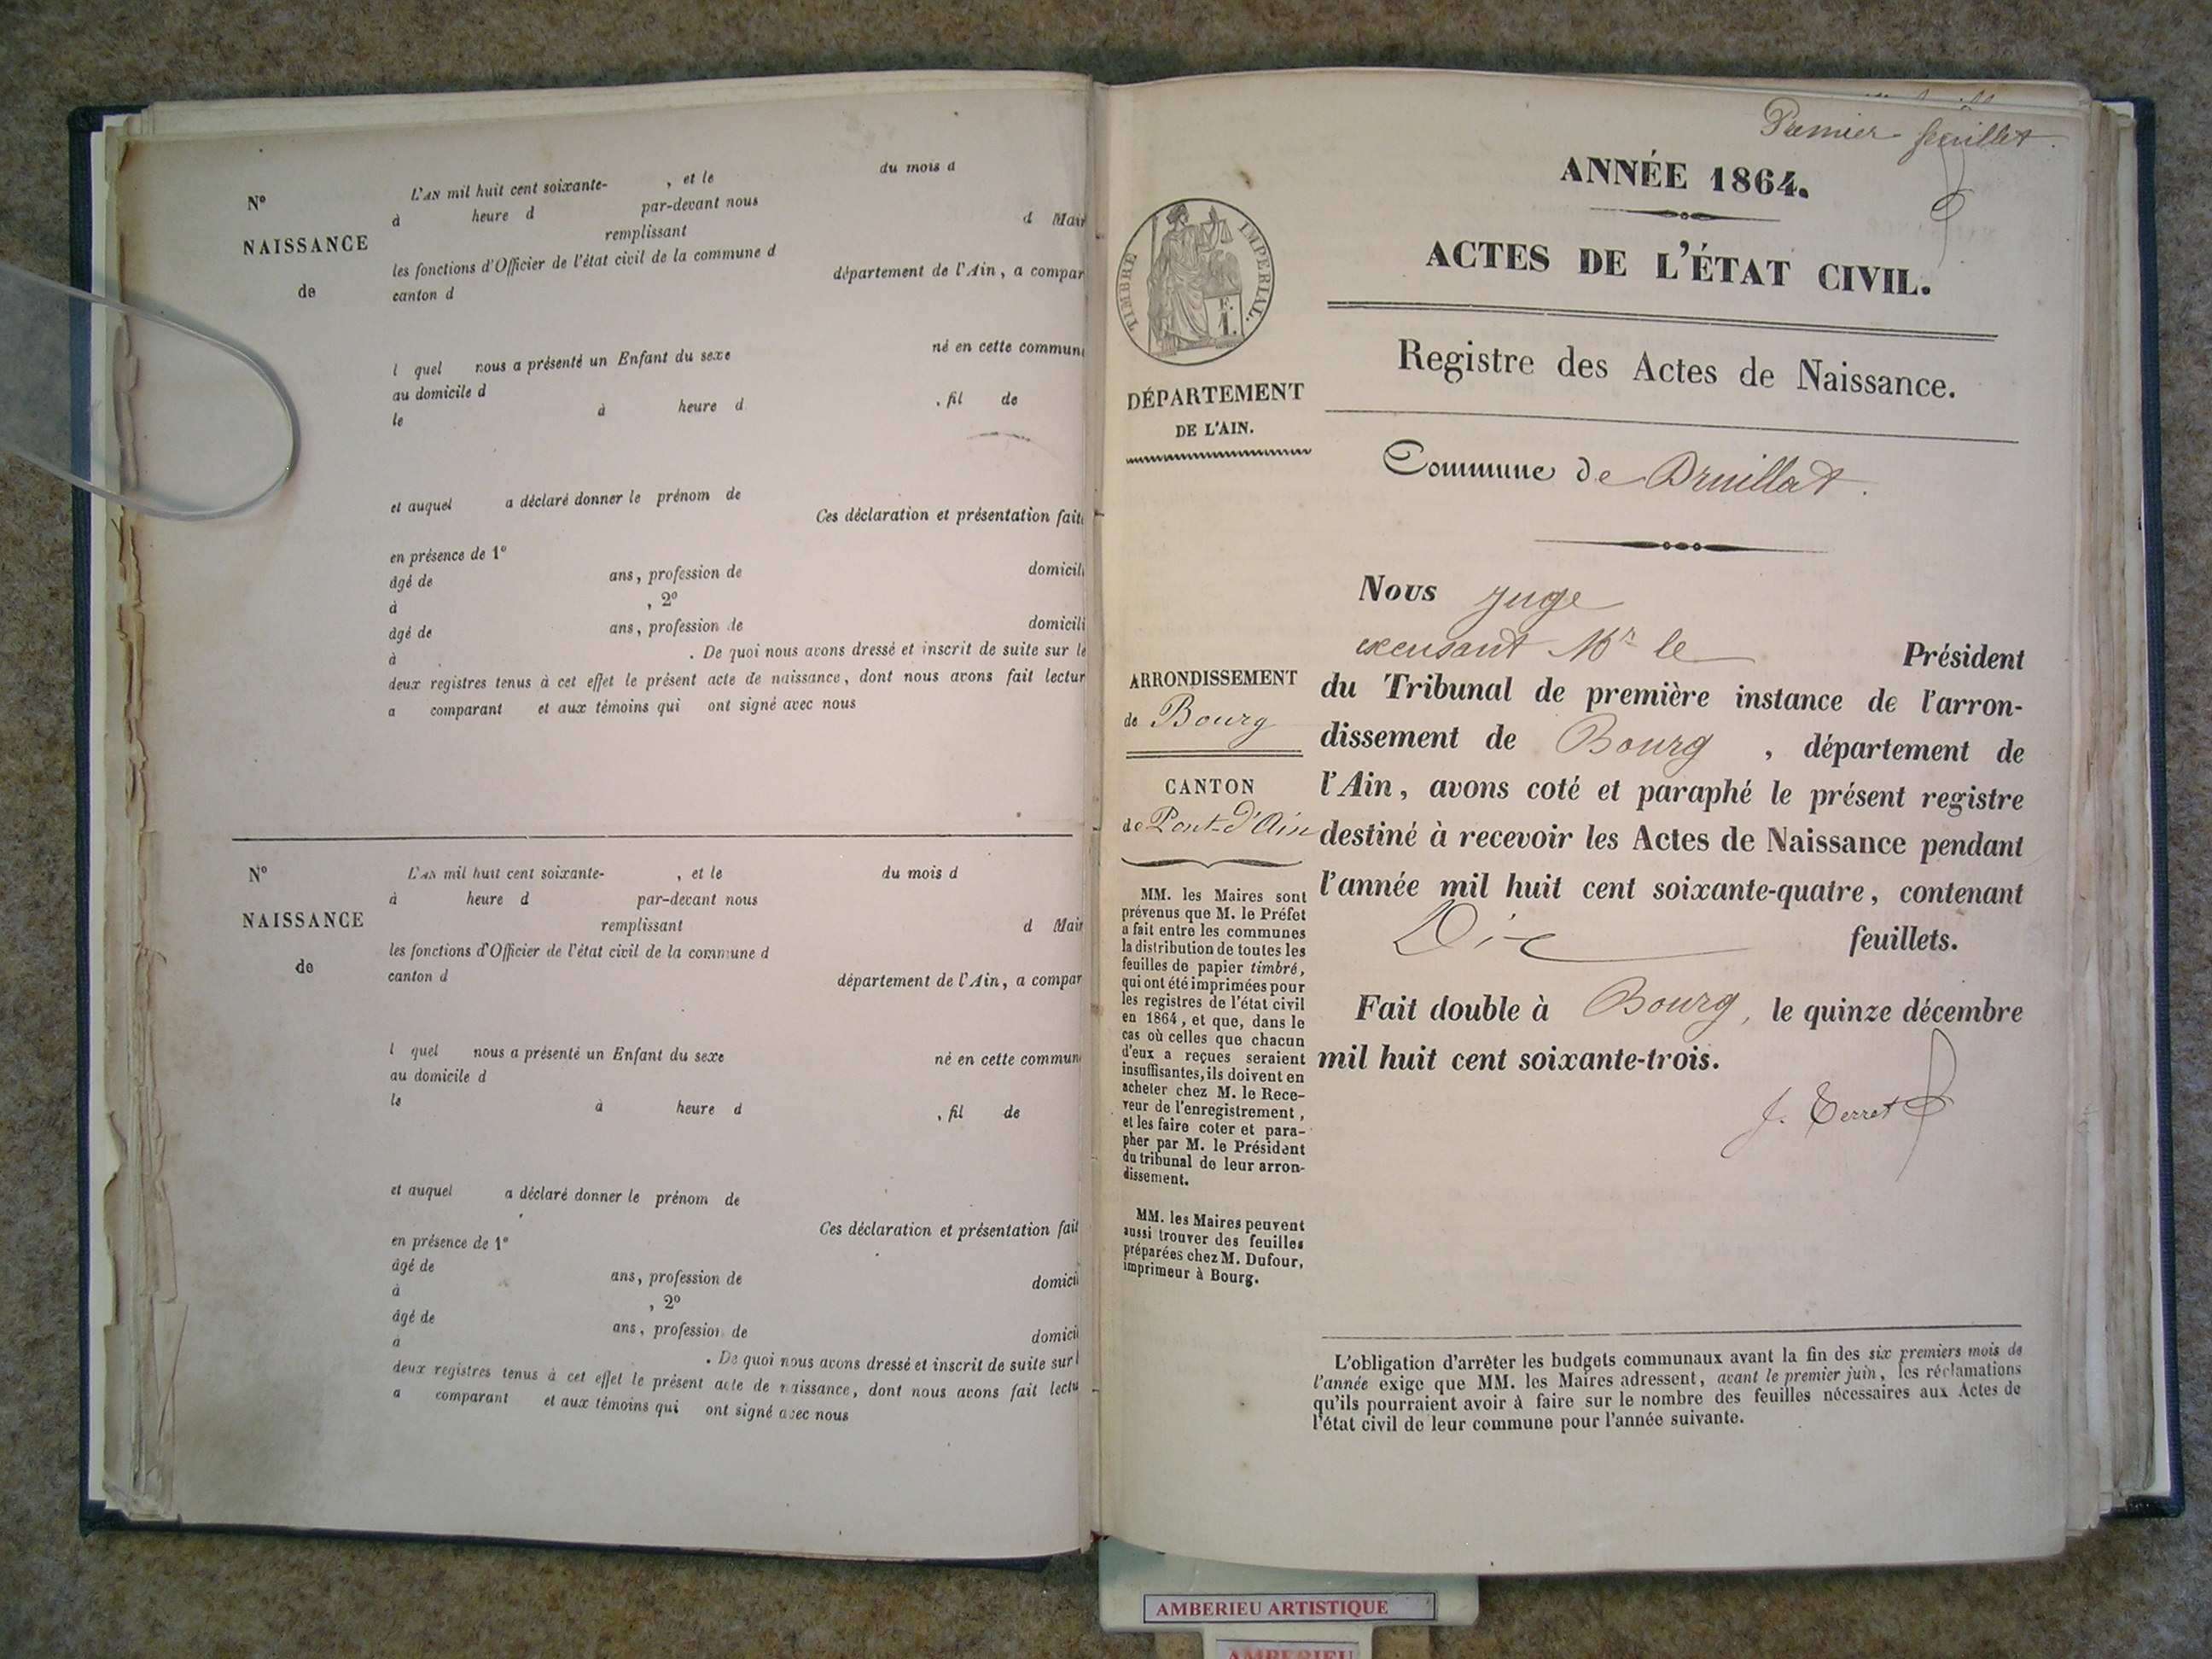 Nº
NAISSANCE
de
L'AN mil huit cent soixante- , et le du mois d
à heure d par-devant nous
remplissant d Mair
les fonctions d'Officier de l'état civil de la commune d
canton d département de l'Ain, a compar
l quel nous a présenté un Enfant du sexe né en cette commun
au domicile d
le à heure d , fil de
et auquel a déclaré donner le prénom de
Ces déclaration et présentation fait
en présence de 1º
âgé de ans, profession de domicili
à , 2º
âgé de ans, profession de domicili
à . De quoi nous avons dressé et inscrit de suite sur le
deux registres tenus à cet effet le présent acte de naissance, dont nous avons fait lectur
a comparant et aux témoins qui ont signé avec nous
Nº
NAISSANCE
de
L'AN mil huit cent soixante- , et le du mois d
à heure d par-devant nous
remplissant d Mair
les fonctions d'Officier de l'état civil de la commune d
canton d département de l'Ain, a compar
l quel nous a présenté un Enfant du sexe né en cette commun
au domicile d
le à heure d , fil de
et auquel a déclaré donner le prénom de
Ces déclaration et présentation fait
en présence de 1º
âgé de ans, profession de domicil
à , 2º
âgé de ans, profession de domicil
à . De quoi nous avons dressé et inscrit de suite sur l
deux registres tenus à cet effet le présent acte de naissance, dont nous avons fait lectu
a comparant et aux témoins qui ont signé avec nous
Premier feuillet.
ANNÉE 1864.
ACTES DE L'ÉTAT CIVIL.
Registre des Actes de Naissance.
Commune de Druillat.
TIMBRE IMPERIAL.
F.
1.
DÉPARTEMENT
DE L'AIN.
ARRONDISSEMENT
de Bourg
CANTON
de Pont-d'Ain
MM. les Maires sont
prévenus que M. le Préfet
a fait entre les communes
la distribution de toutes les
feuilles de papier timbré,
qui ont été imprimées pour
les registres de l'état civil
en 1864, et que, dans le
cas où celles que chacun
d'eux a reçues seraient
insuffisantes, ils doivent en
acheter chez M. le Rece-
veur de l'enregistrement,
et les faire coter et para-
pher par M. le Président
du tribunal de leur arron-
dissement.
MM. les Maires peuvent
aussi trouver des feuilles
préparées chez M. Dufour,
imprimeur à Bourg.
Nous juge
excusant Mr le Président
du Tribunal de première instance de l'arron-
dissement de Bourg , département de
l'Ain, avons coté et paraphé le présent registre
destiné à recevoir les Actes de Naissance pendant
l'année mil huit cent soixante-quatre, contenant
Dix feuillets.
Fait double à Bourg, le quinze décembre
mil huit cent soixante-trois.
J. Terret
L'obligation d'arrêter les budgets communaux avant la fin des six premiers mois de
l'année exige que MM. les Maires adressent, avant le premier juin, les réclamations
qu'ils pourraient avoir à faire sur le nombre des feuilles nécessaires aux Actes de
l'état civil de leur commune pour l'année suivante.
AMBERIEU ARTISTIQUE
AMBERIEU